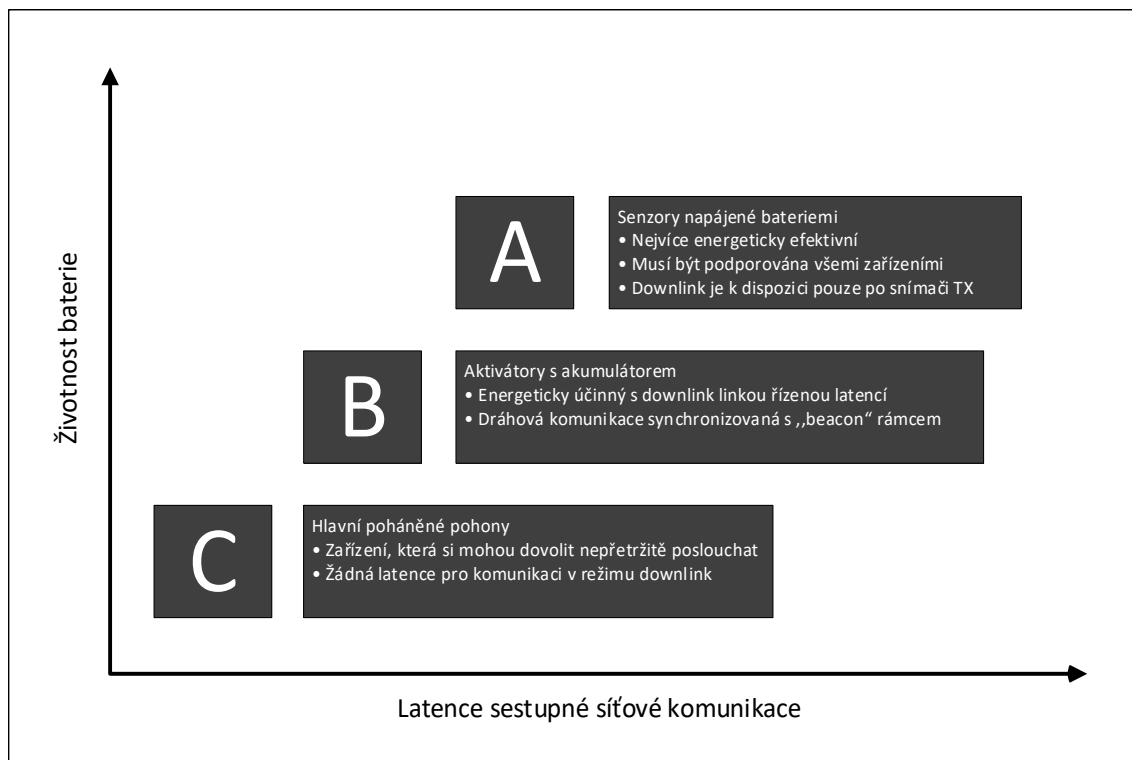 Životnost baterie
A
Senzory napájené bateriemi
• Nejvíce energeticky efektivní
• Musí být podporována všemi zařízeními
• Downlink je k dispozici pouze po snímači TX
B
Aktivátory s akumulátorem
• Energeticky účinný s downlink linkou řízenou latencí
• Dráhová komunikace synchronizovaná s ,,beacon“ rámcem
C
Hlavní poháněné pohony
• Zařízení, která si mohou dovolit nepřetržitě poslouchat
• Žádná latence pro komunikaci v režimu downlink
Latence sestupné síťové komunikace